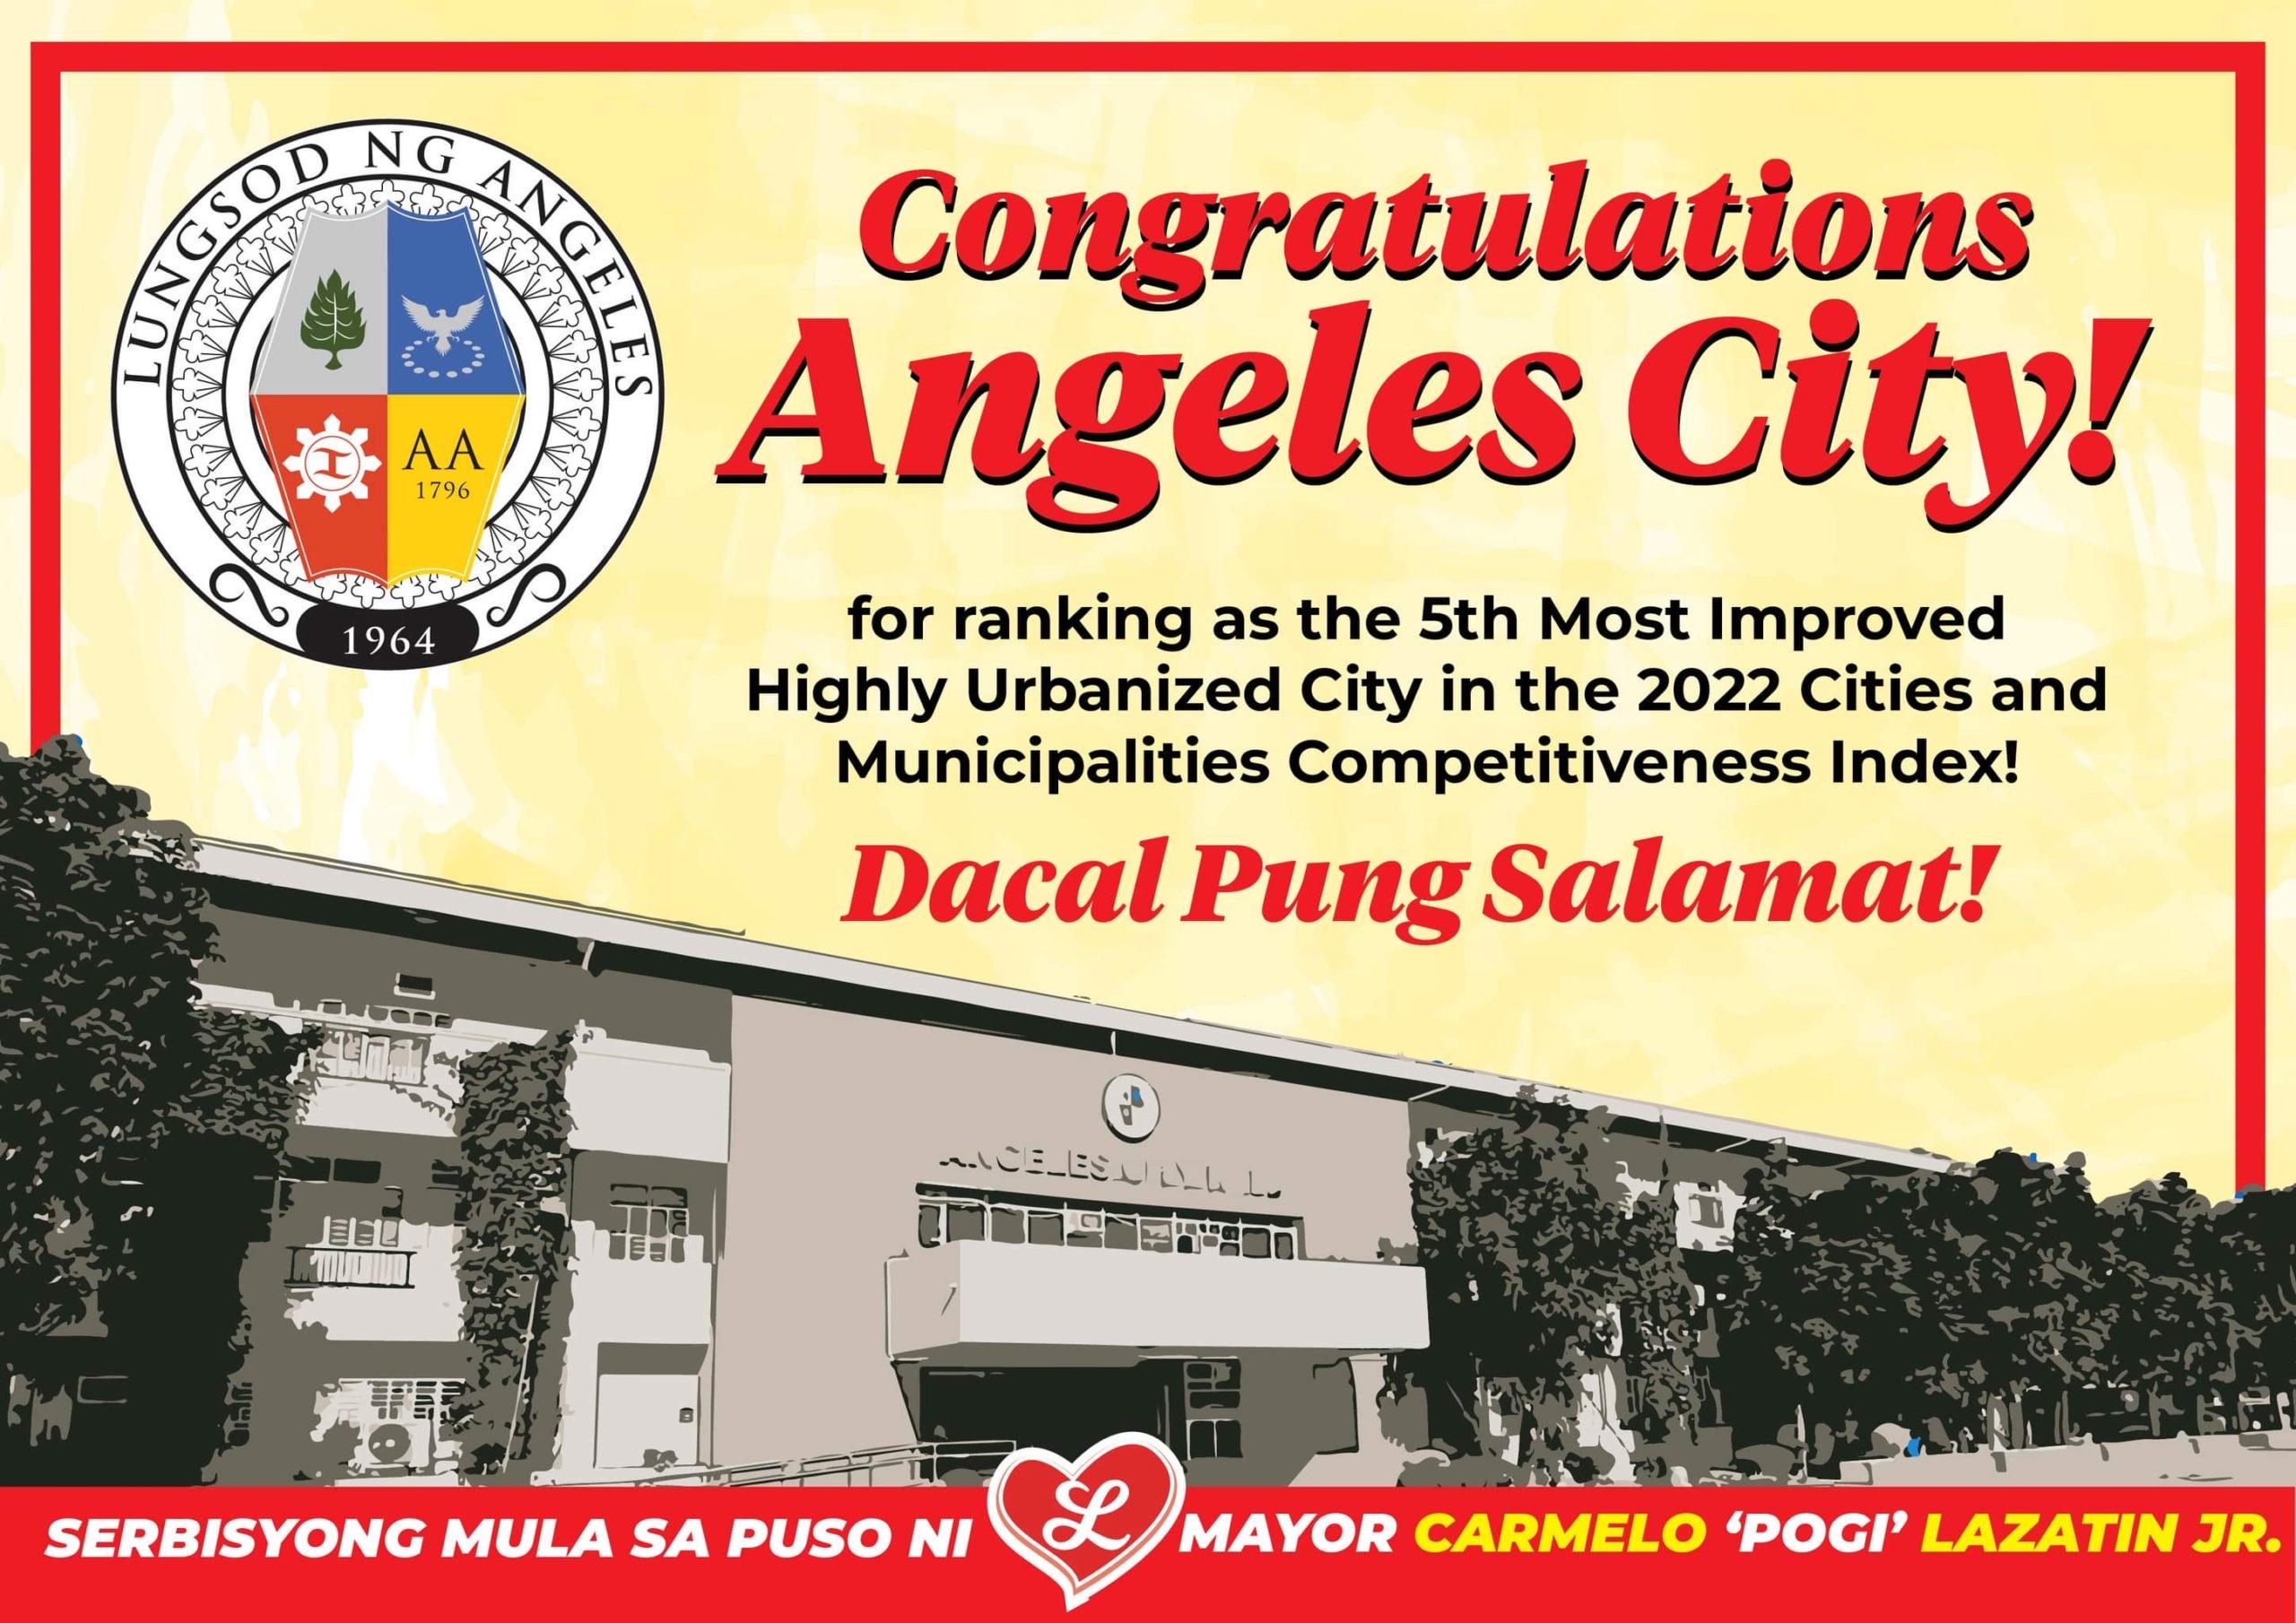 LUNGSOD NG ANGELES
AA
1796
1964
Congratulations
Angeles City!
for ranking as the 5th Most Improved
Highly Urbanized City in the 2022 Cities and
Municipalities Competitiveness Index!
Dacal Pung Salamat!
ANGELES
SERBISYONG MULA SA PUSO NI L MAYOR CARMELO ‘POGI’ LAZATIN JR.